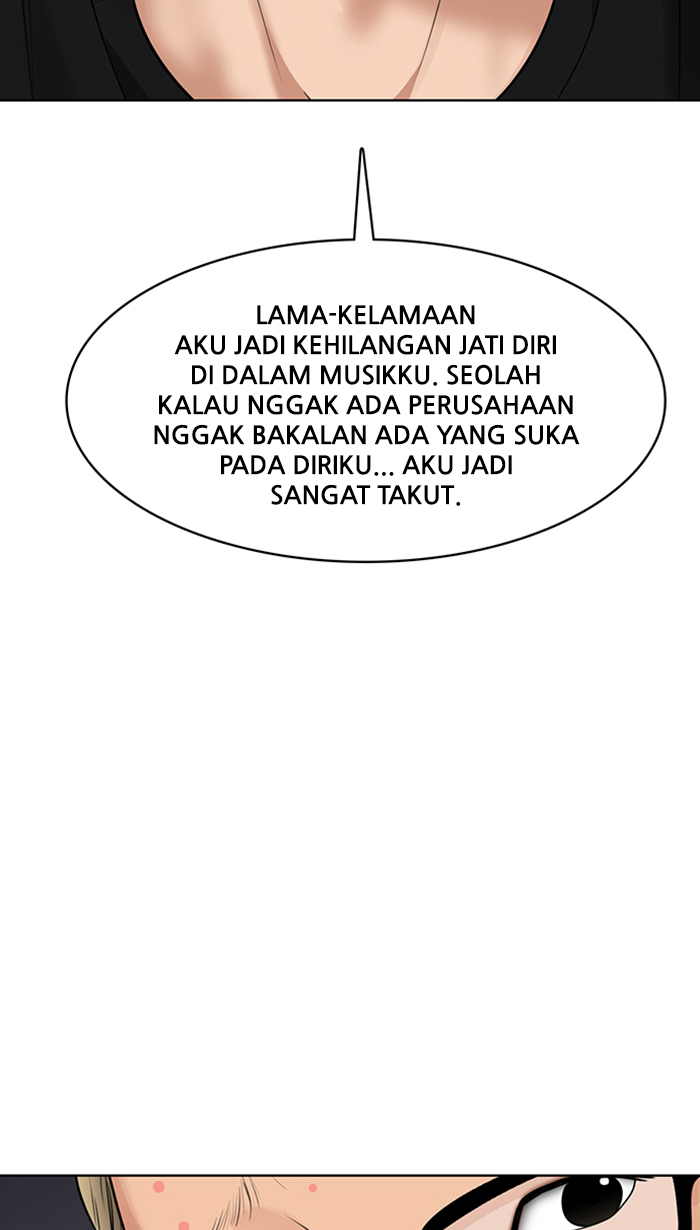 LAMA-KELAMAAN
AKU JADI KEHILANGAN JATI DIRI
DI DALAM MUSIKKU. SEOLAH
KALAU NGGAK ADA PERUSAHAAN
NGGAK BAKALAN ADA YANG SUKA
PADA DIRIKU... AKU JADI
SANGAT TAKUT.